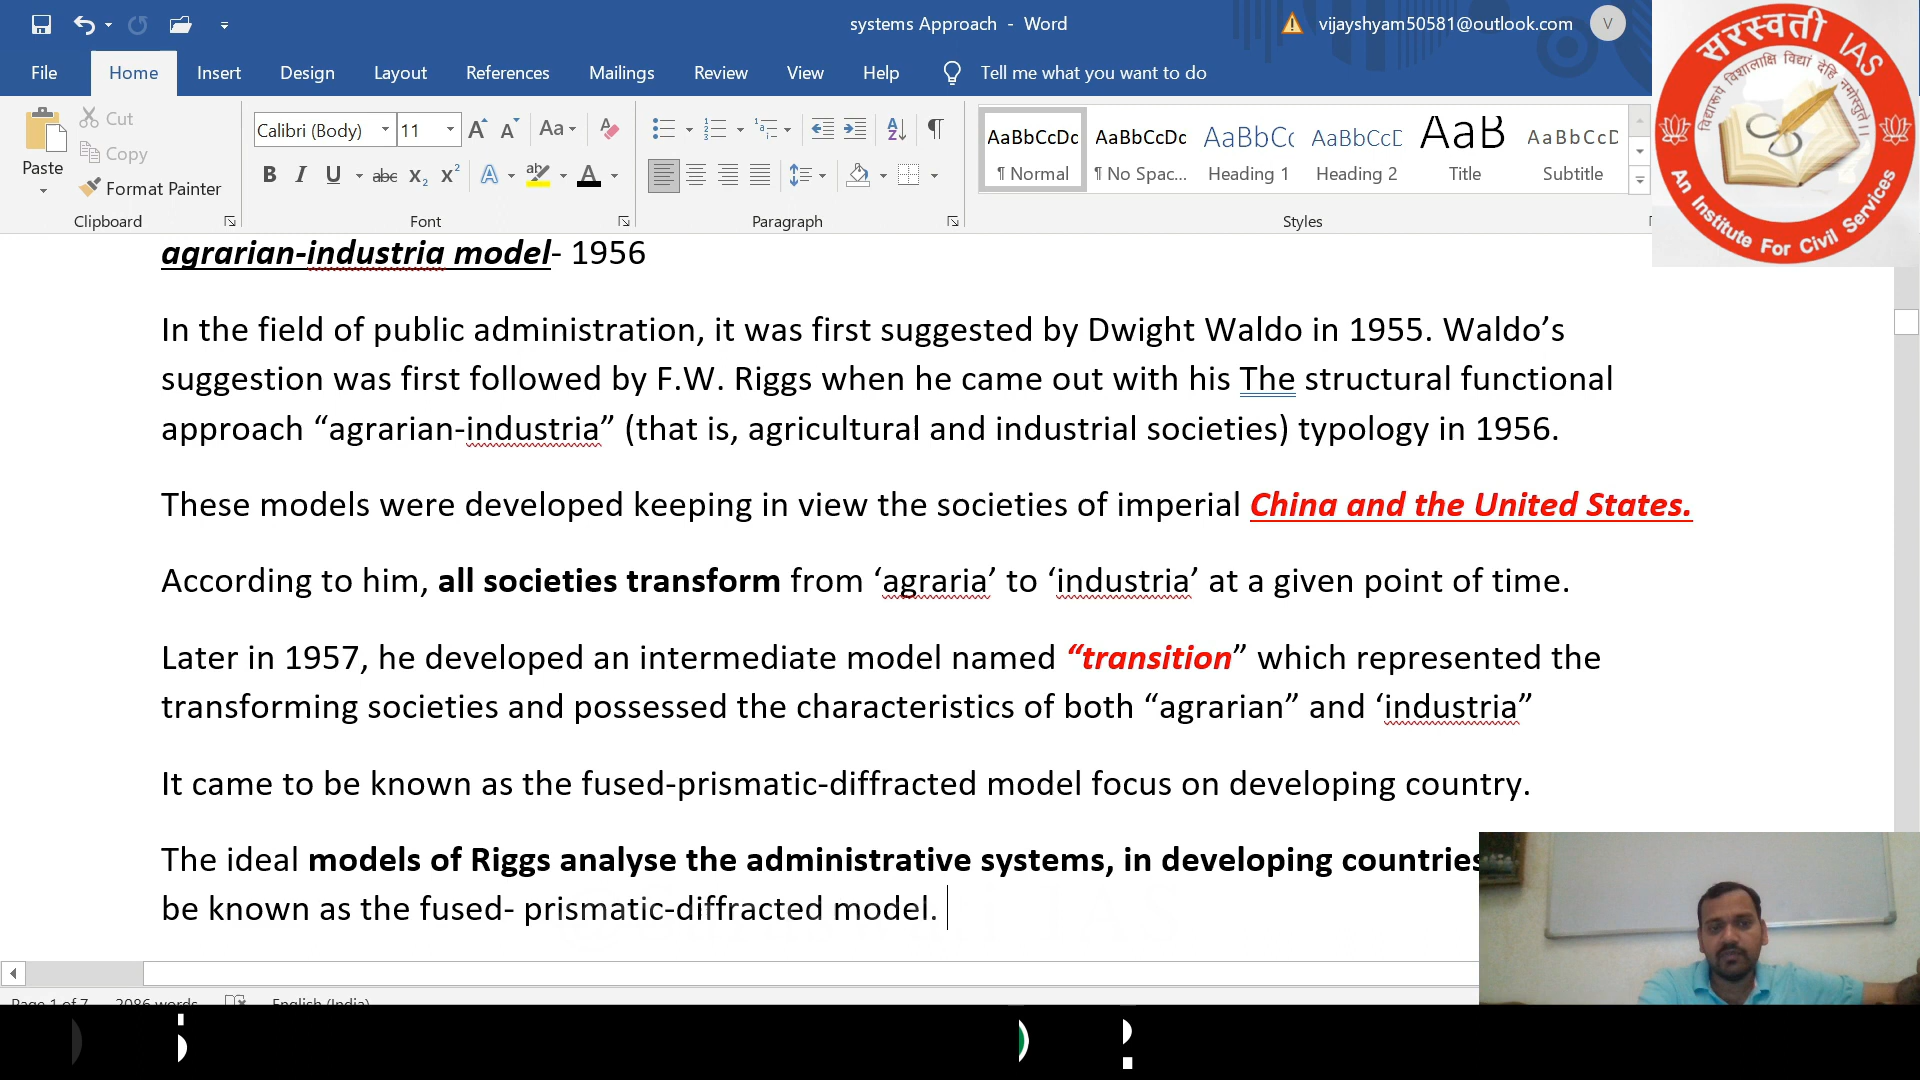 systems Approach - Word
vijayshyam50581@outlook.com
V
File Home Insert Design Layout References Mailings Review View Help Tell me what you want to do
Paste
Cut
Copy
Format Painter
Clipboard
Calibri (Body) 11
Font
Paragraph
AaBbCcDc AaBbCcDc AaBbCc AaBbCcD AaB AaBbCcD
¶ Normal ¶ No Spac... Heading 1 Heading 2 Title Subtitle
Styles
सरस्वती IAS
विद्यारूपे विशालाक्षि विद्यां देहि नमोस्तुते।।
An Institute For Civil Services
agrarian-industria model- 1956
In the field of public administration, it was first suggested by Dwight Waldo in 1955. Waldo’s
suggestion was first followed by F.W. Riggs when he came out with his The structural functional
approach “agrarian-industria” (that is, agricultural and industrial societies) typology in 1956.
These models were developed keeping in view the societies of imperial China and the United States.
According to him, all societies transform from ‘agraria’ to ‘industria’ at a given point of time.
Later in 1957, he developed an intermediate model named “transition” which represented the
transforming societies and possessed the characteristics of both “agrarian” and ‘industria”
It came to be known as the fused-prismatic-diffracted model focus on developing country.
The ideal models of Riggs analyse the administrative systems, in developing countries
be known as the fused- prismatic-diffracted model.
Page 1 of 7 2086 words English (India)